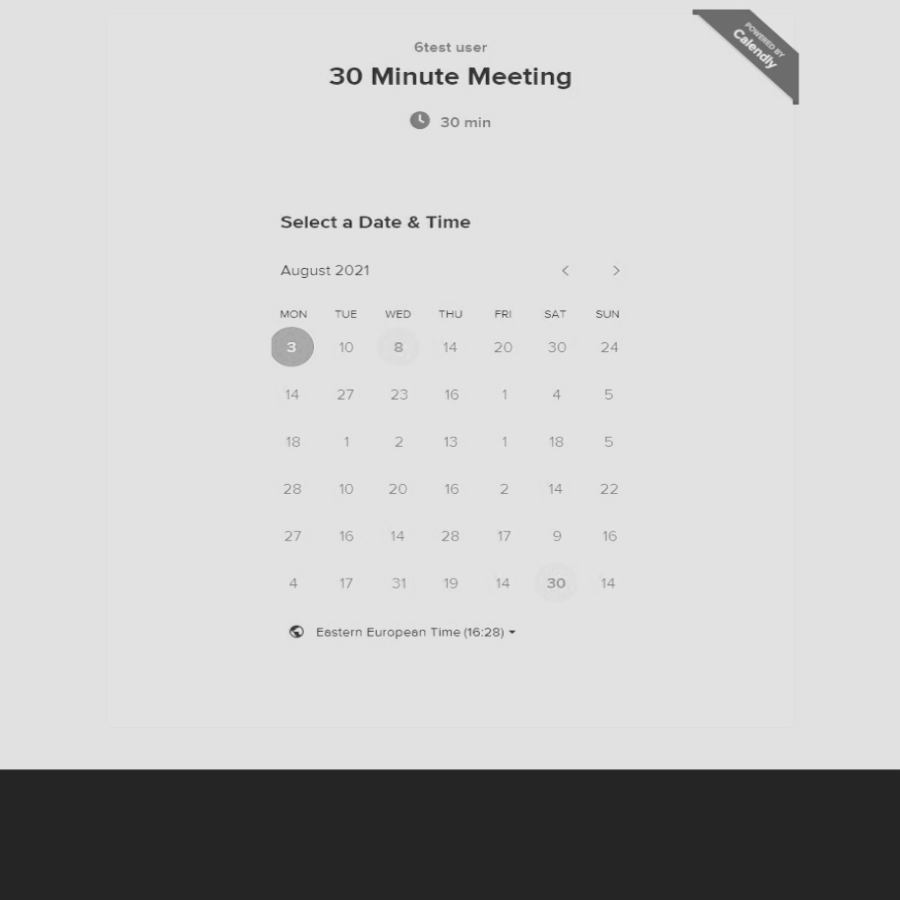 POWERED BY
Calendly
6test user
30 Minute Meeting
30 min
Select a Date & Time
August 2021
MON TUE WED THU FRI SAT SUN
3 10 8 14 20 30 24
14 27 23 16 1 4 5
18 1 2 13 1 18 5
28 10 20 16 2 14 22
27 16 14 28 17 9 16
4 17 31 19 14 30 14
Eastern European Time (16:28)